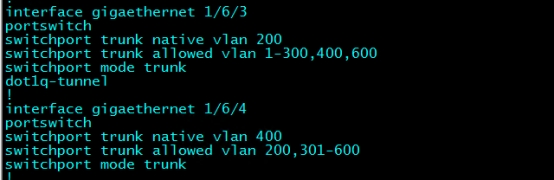 interface gigaethernet 1/6/3
portswitch
switchport trunk native vlan 200
switchport trunk allowed vlan 1-300,400,600
switchport mode trunk
dot1q-tunnel
!
interface gigaethernet 1/6/4
portswitch
switchport trunk native vlan 400
switchport trunk allowed vlan 200,301-600
switchport mode trunk
!